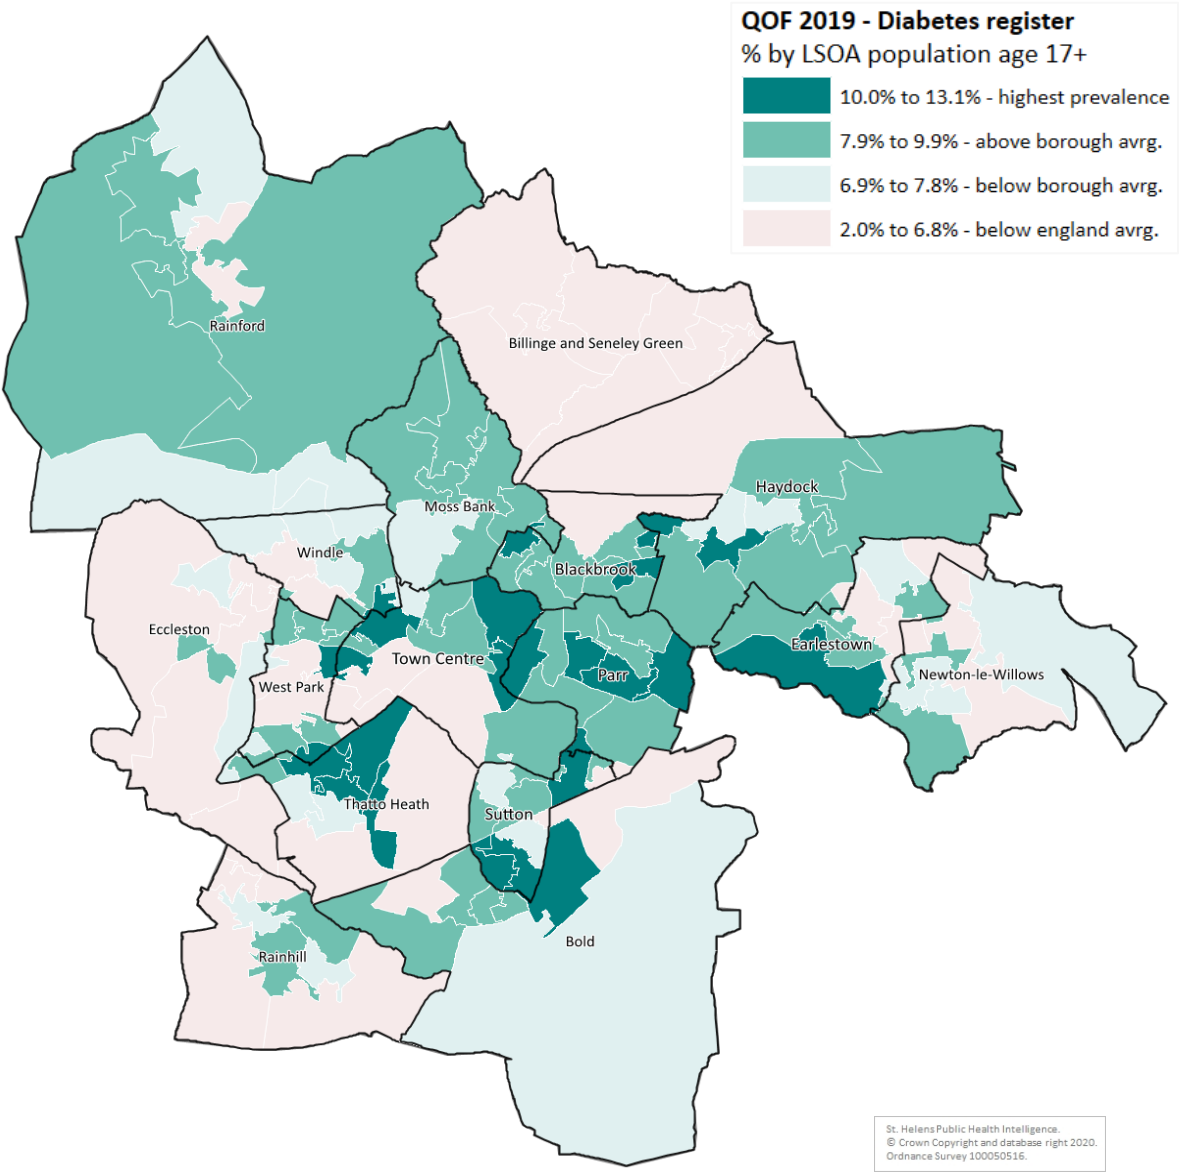 QOF 2019 - Diabetes register
% by LSOA population age 17+
10.0% to 13.1% - highest prevalence
7.9% to 9.9% - above borough avrg.
6.9% to 7.8% - below borough avrg.
2.0% to 6.8% - below england avrg.
Rainford
Billinge and Seneley Green
Haydock
Moss Bank
Windle
Blackbrook
Eccleston
Earlestown
Town Centre
Parr
Newton-le-Willows
West Park
Thatto Heath
Sutton
Bold
Rainhill
St. Helens Public Health Intelligence.
© Crown Copyright and database right 2020.
Ordnance Survey 100050516.